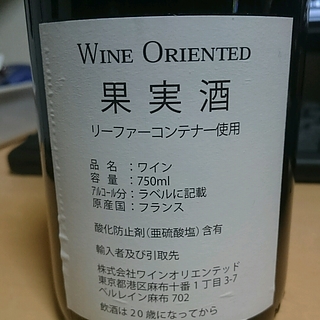 WINE ORIENTED
果実酒
リーファーコンテナー使用
品名：ワイン
容量：750ml
ｱﾙｺｰﾙ分：ラベルに記載
原産国：フランス
酸化防止剤（亜硫酸塩）含有
輸入者及び引取先
株式会社ワインオリエンテッド
東京都港区麻布十番１丁目3-7
ベルレイン麻布 702
飲酒は20歳になってから